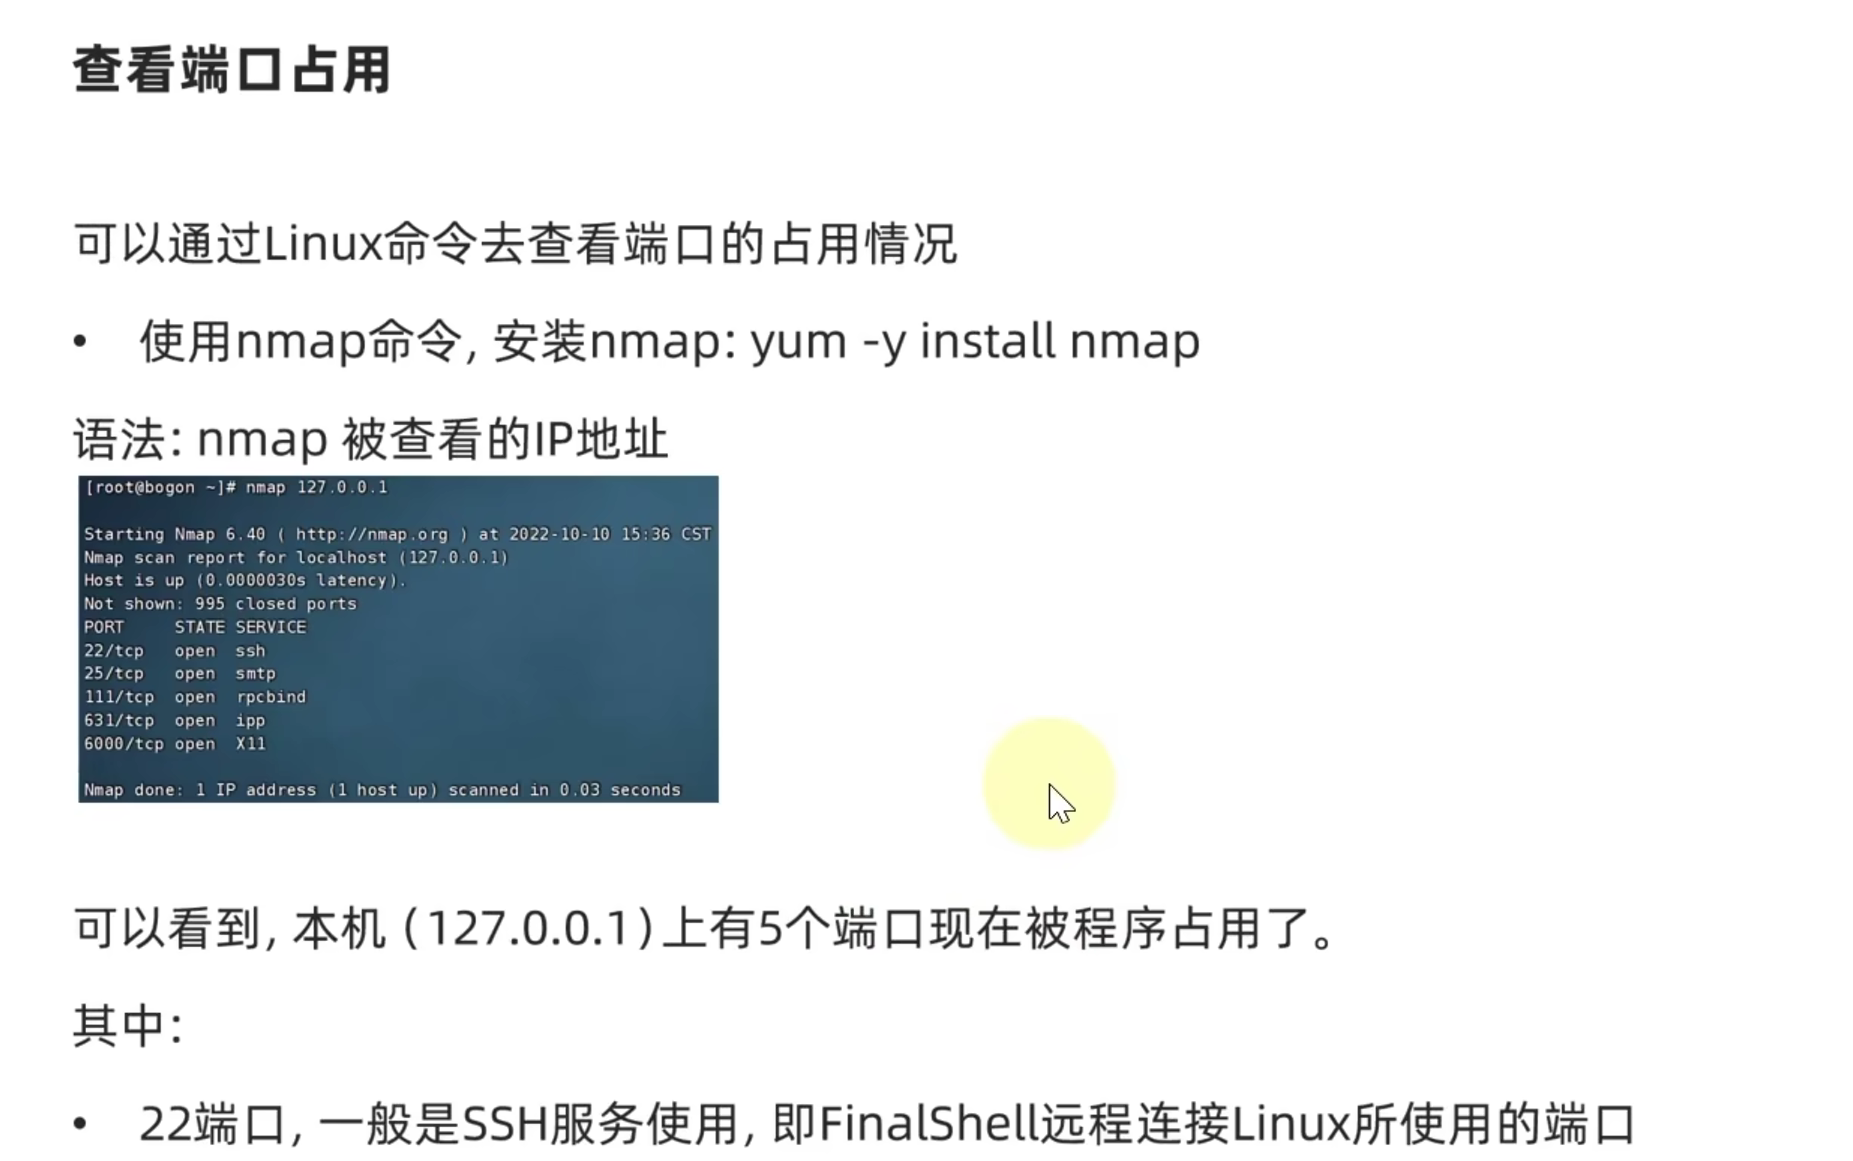 查看端口占用
可以通过Linux命令去查看端口的占用情况
• 使用nmap命令, 安装nmap: yum -y install nmap
语法: nmap 被查看的IP地址
[root@bogon ~]# nmap 127.0.0.1
Starting Nmap 6.40 ( http://nmap.org ) at 2022-10-10 15:36 CST
Nmap scan report for localhost (127.0.0.1)
Host is up (0.0000030s latency).
Not shown: 995 closed ports
PORT     STATE SERVICE
22/tcp   open  ssh
25/tcp   open  smtp
111/tcp  open  rpcbind
631/tcp  open  ipp
6000/tcp open  X11
Nmap done: 1 IP address (1 host up) scanned in 0.03 seconds
可以看到, 本机 (127.0.0.1) 上有5个端口现在被程序占用了。
其中:
• 22端口, 一般是SSH服务使用, 即FinalShell远程连接Linux所使用的端口